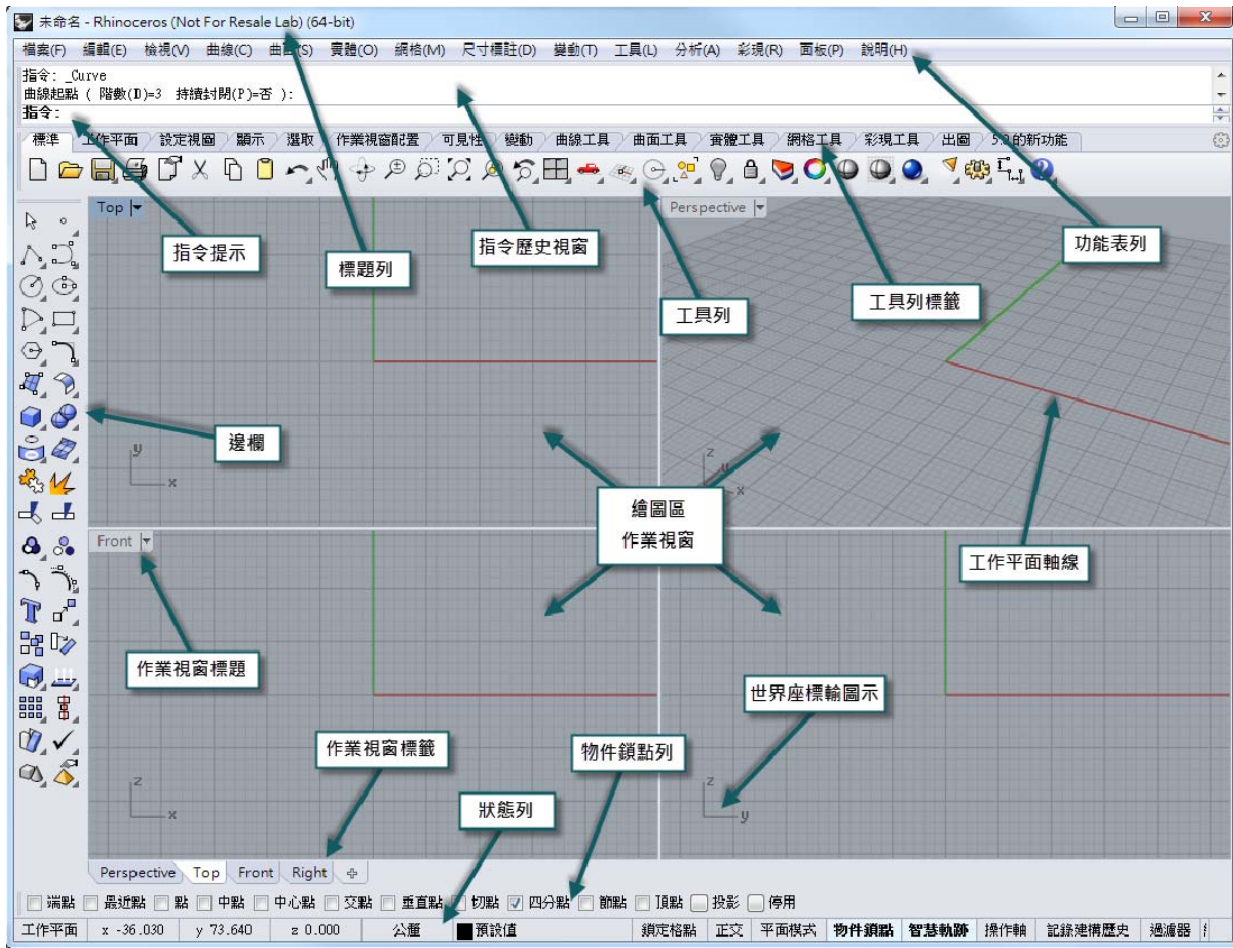 未命名 - Rhinoceros (Not For Resale Lab) (64-bit)
檔案(F) 編輯(E) 檢視(V) 曲線(C) 曲面(S) 實體(O) 網格(M) 尺寸標註(D) 變動(T) 工具(L) 分析(A) 彩現(R) 面板(P) 說明(H)
指令: _Curve
曲線起點 ( 階數(D)=3 持續封閉(P)=否 ):
指令:
標準 工作平面 設定視圖 顯示 選取 作業視窗配置 可見性 變動 曲線工具 曲面工具 實體工具 網格工具 彩現工具 出圖 的新功能
Top
Perspective
指令提示
標題列
指令歷史視窗
工具列
工具列標籤
功能表列
邊欄
y
x
z
y
x
繪圖區
作業視窗
工作平面軸線
Front
作業視窗標題
世界座標輸圖示
作業視窗標籤
物件鎖點列
狀態列
z
x
z
y
Perspective Top Front Right
端點 最近點 點 中點 中心點 交點 垂直點 切點 四分點 節點 頂點 投影 停用
工作平面 x -36.030 y 73.640 z 0.000 公釐 預設值 鎖定格點 正交 平面模式 物件鎖點 智慧軌跡 操作軸 記錄建構歷史 過濾器